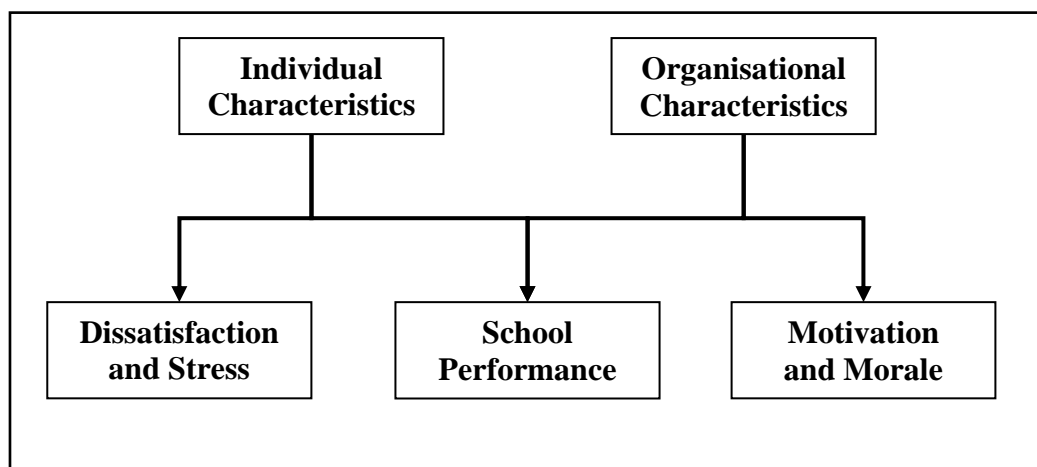 Individual
Characteristics
Organisational
Characteristics
Dissatisfaction
and Stress
School
Performance
Motivation
and Morale